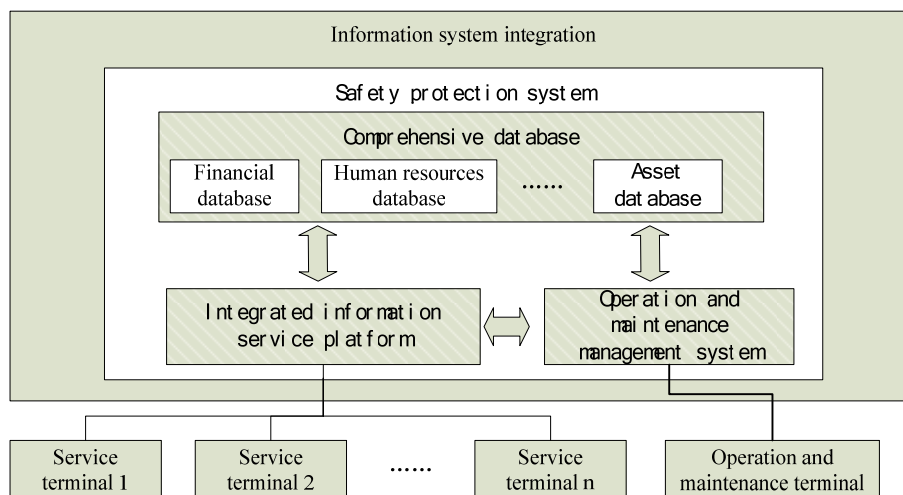 Information system integration
Safety protection system
Comprehensive database
Financial
database
Human resources
database
......
Asset
database
Integrated information
service platform
Operation and
maintenance
management system
Service
terminal 1
Service
terminal 2
......
Service
terminal n
Operation and
maintenance terminal